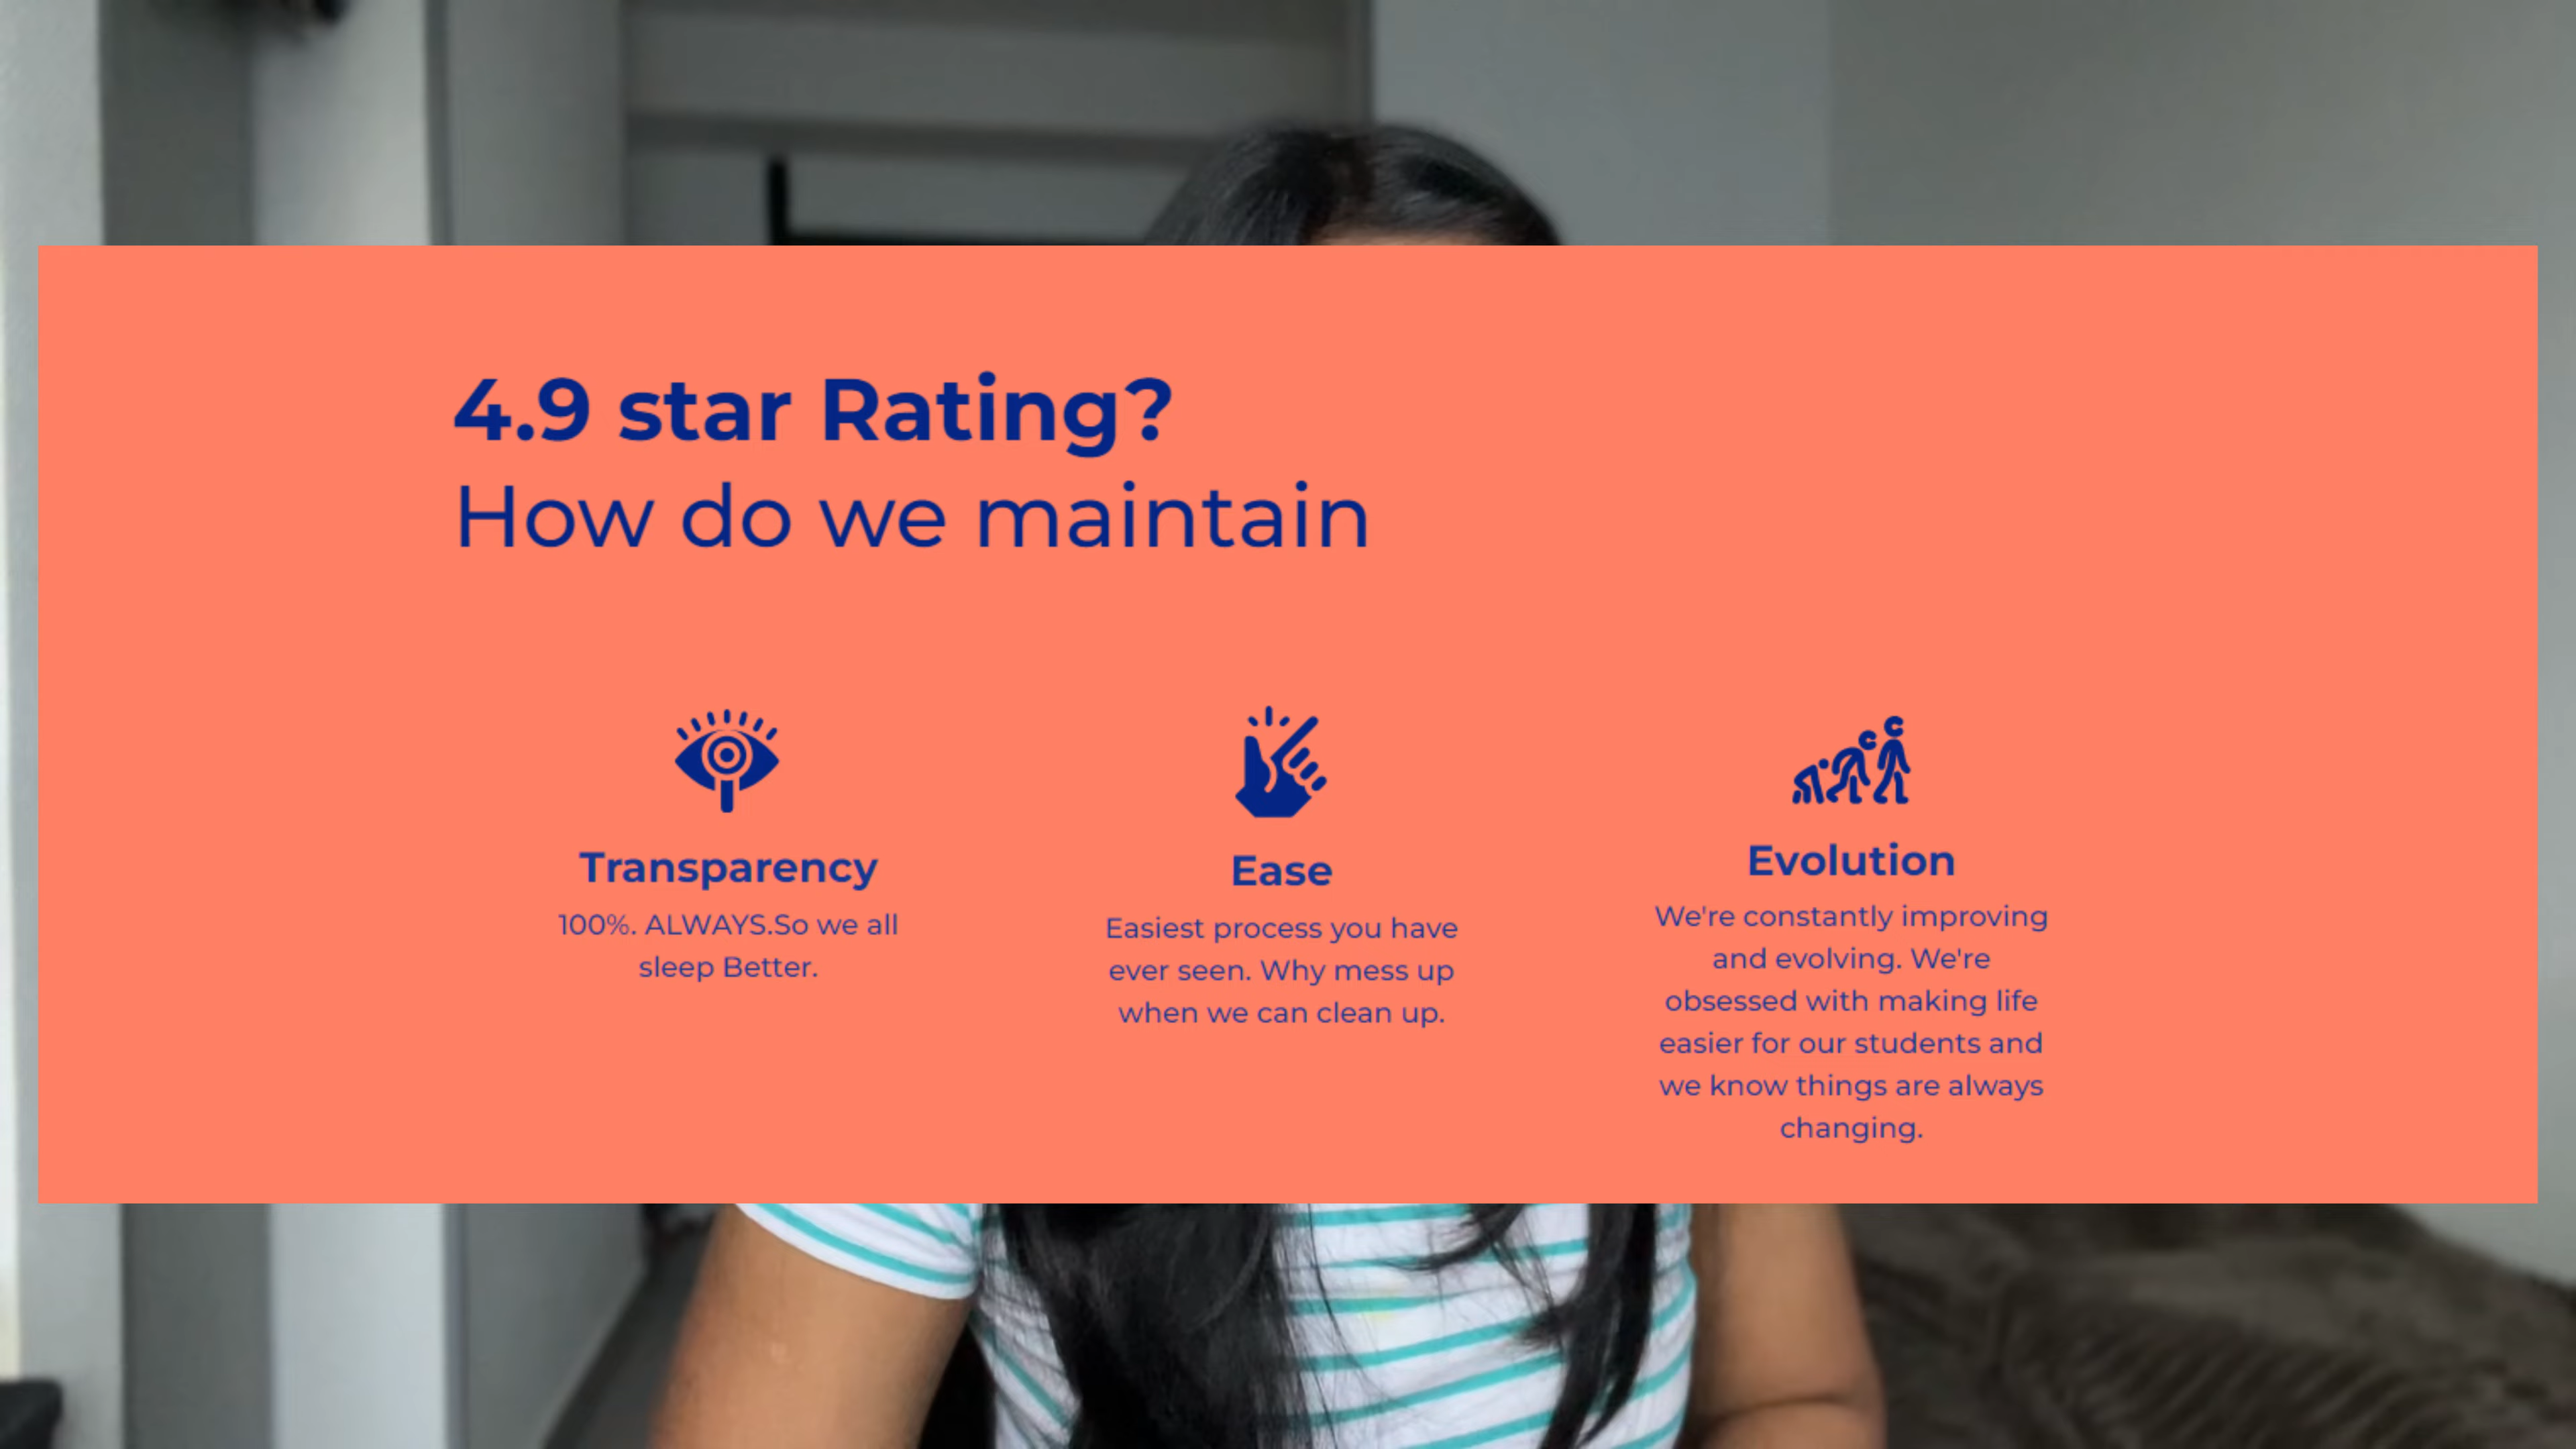 4.9 star Rating?
How do we maintain
Transparency
100%. ALWAYS.So we all
sleep Better.
Ease
Easiest process you have
ever seen. Why mess up
when we can clean up.
Evolution
We're constantly improving
and evolving. We're
obsessed with making life
easier for our students and
we know things are always
changing.